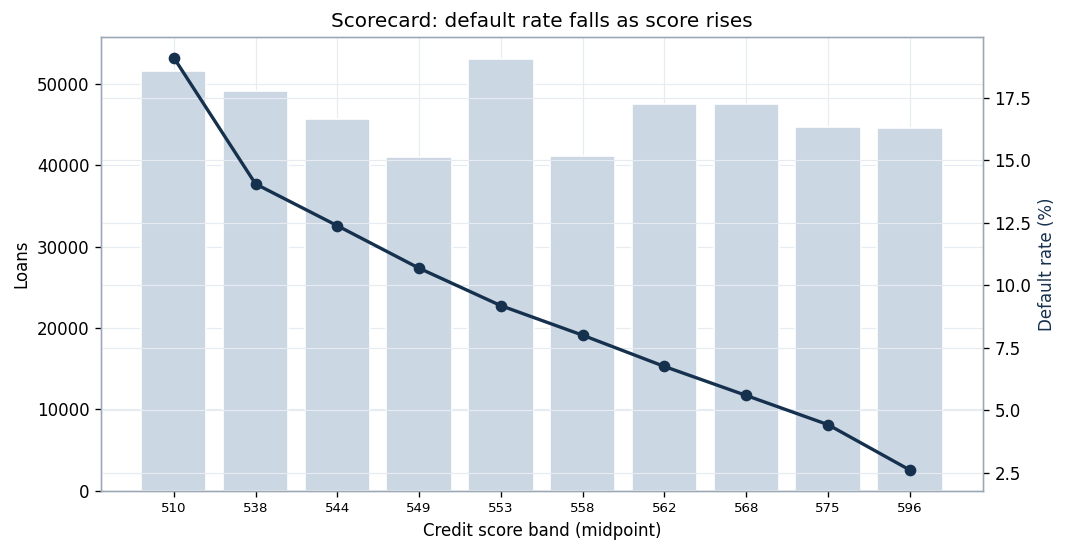 Scorecard: default rate falls as score rises
Loans
50000
40000
30000
20000
10000
0
17.5
15.0
12.5
10.0
7.5
5.0
2.5
Default rate (%)
510 538 544 549 553 558 562 568 575 596
Credit score band (midpoint)